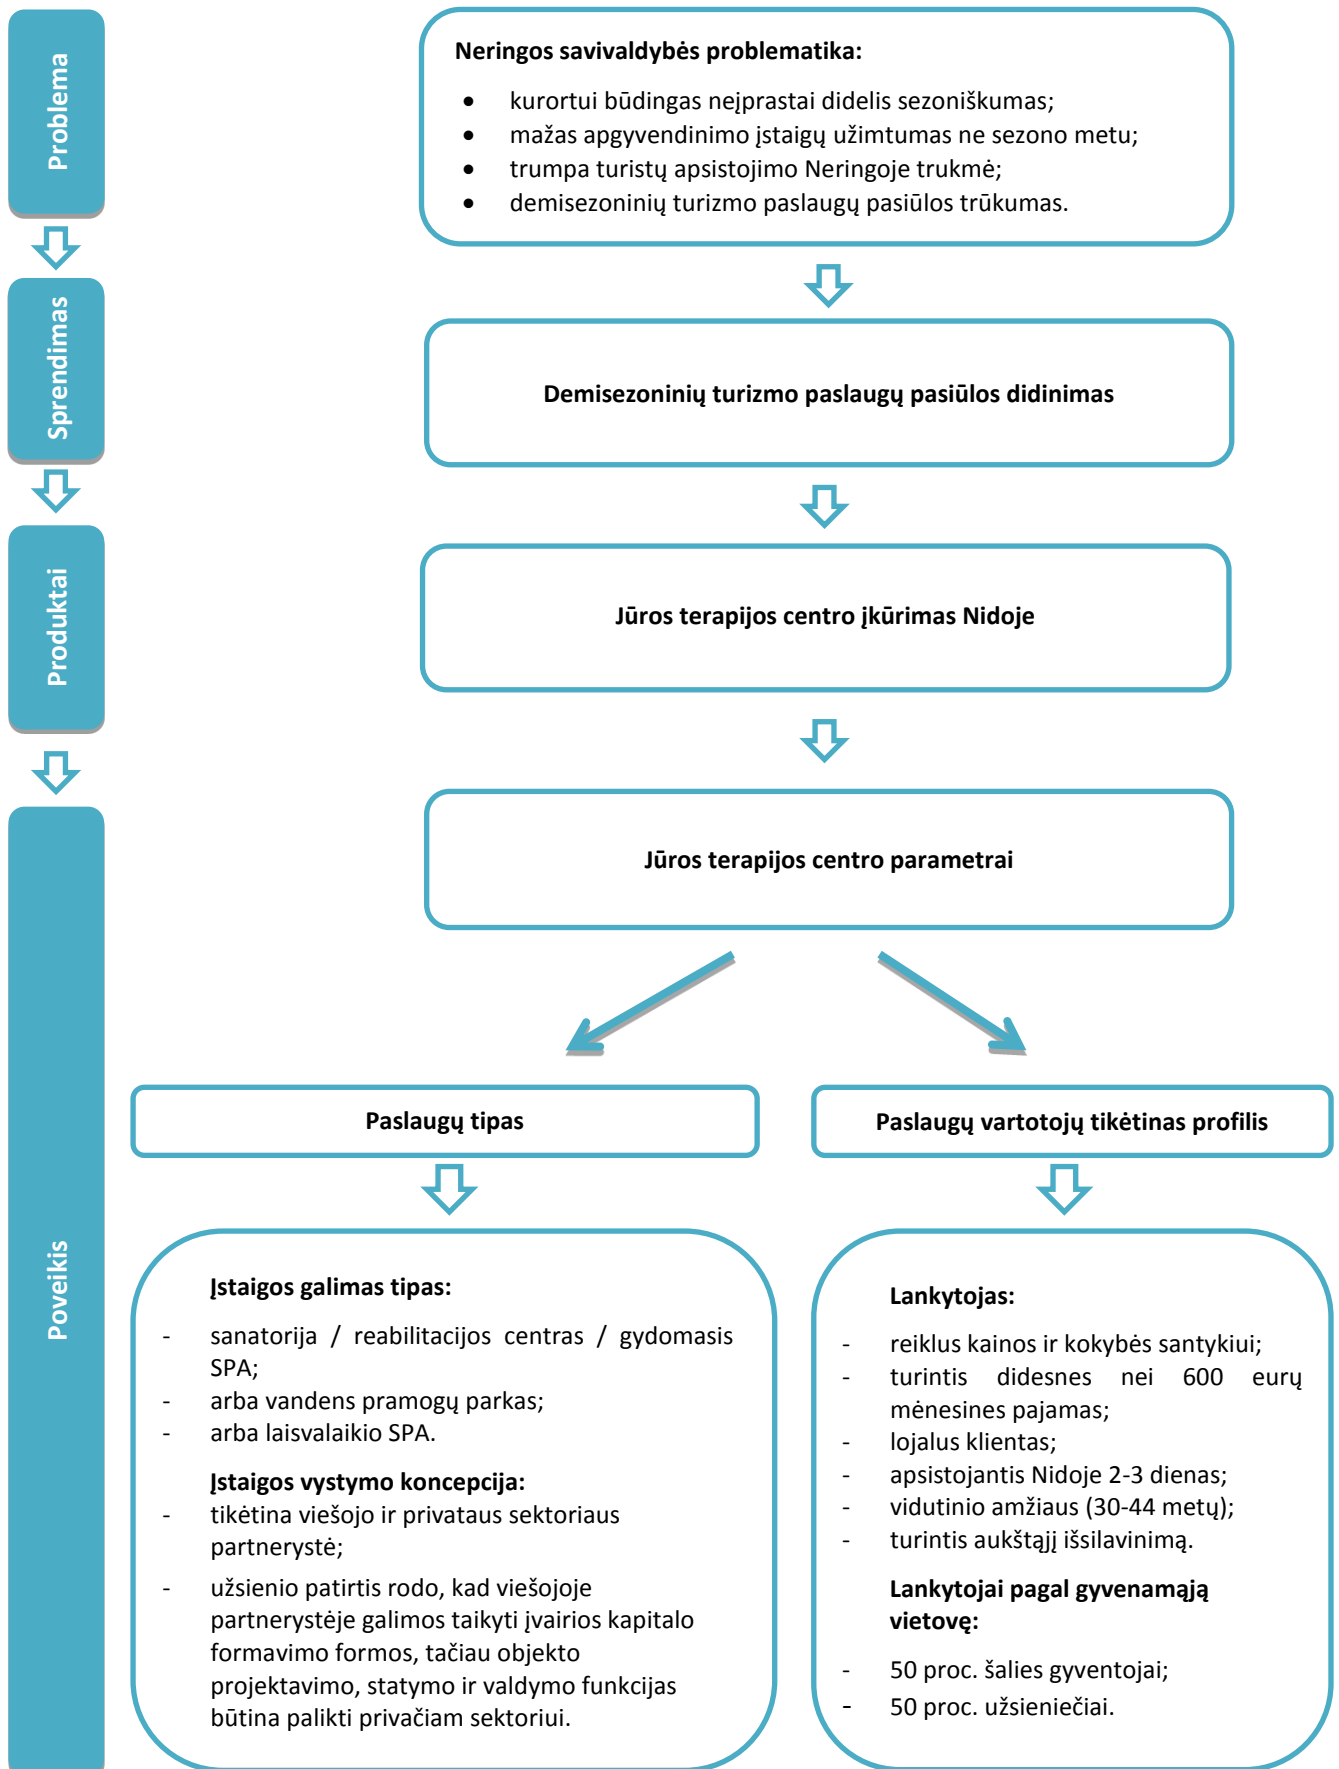 Problema
Neringos savivaldybės problematika:
• kurortui būdingas neįprastai didelis sezoniškumas;
• mažas apgyvendinimo įstaigų užimtumas ne sezono metu;
• trumpa turistų apsistojimo Neringoje trukmė;
• demisezoninių turizmo paslaugų pasiūlos trūkumas.
Sprendimas
Demisezoninių turizmo paslaugų pasiūlos didinimas
Produktai
Jūros terapijos centro įkūrimas Nidoje
Poveikis
Jūros terapijos centro parametrai
Paslaugų tipas
Įstaigos galimas tipas:
- sanatorija / reabilitacijos centras / gydomasis
SPA;
- arba vandens pramogų parkas;
- arba laisvalaikio SPA.
Įstaigos vystymo koncepcija:
- tikėtina viešojo ir privataus sektoriaus
partnerystė;
- užsienio patirtis rodo, kad viešojoje
partnerystėje galimos taikyti įvairios kapitalo
formavimo formos, tačiau objekto
projektavimo, statymo ir valdymo funkcijas
būtina palikti privačiam sektoriui.
Paslaugų vartotojų tikėtinas profilis
Lankytojas:
- reiklus kainos ir kokybės santykiui;
- turintis didesnes nei 600 eurų
mėnesines pajamas;
- lojalus klientas;
- apsistojantis Nidoje 2-3 dienas;
- vidutinio amžiaus (30-44 metų);
- turintis aukštąjį išsilavinimą.
Lankytojai pagal gyvenamąją
vietovę:
- 50 proc. šalies gyventojai;
- 50 proc. užsieniečiai.